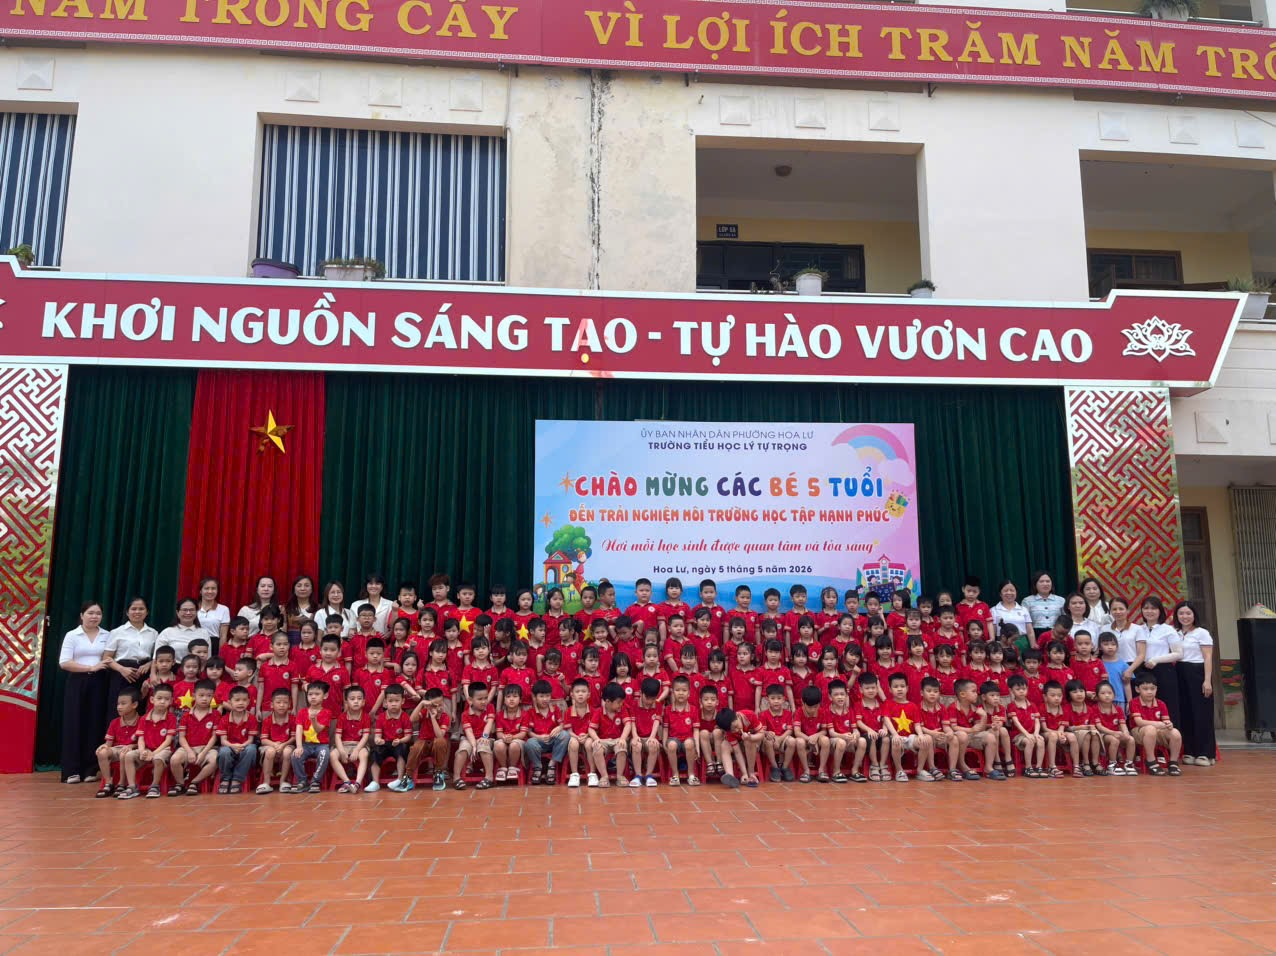 NĂM TRỒNG CÂY VÌ LỢI ÍCH TRĂM NĂM
KHƠI NGUỒN SÁNG TẠO - TỰ HÀO VƯƠN CAO
ỦY BAN NHÂN DÂN PHƯỜNG HOA LƯ
TRƯỜNG TIỂU HỌC LÝ TỰ TRỌNG
CHÀO MỪNG CÁC BÉ 5 TUỔI
ĐẾN TRẢI NGHIỆM MÔI TRƯỜNG HỌC TẬP HẠNH PHÚC
"Nơi mỗi học sinh được quan tâm và tỏa sáng"
Hoa Lư, ngày 5 tháng 5 năm 2026